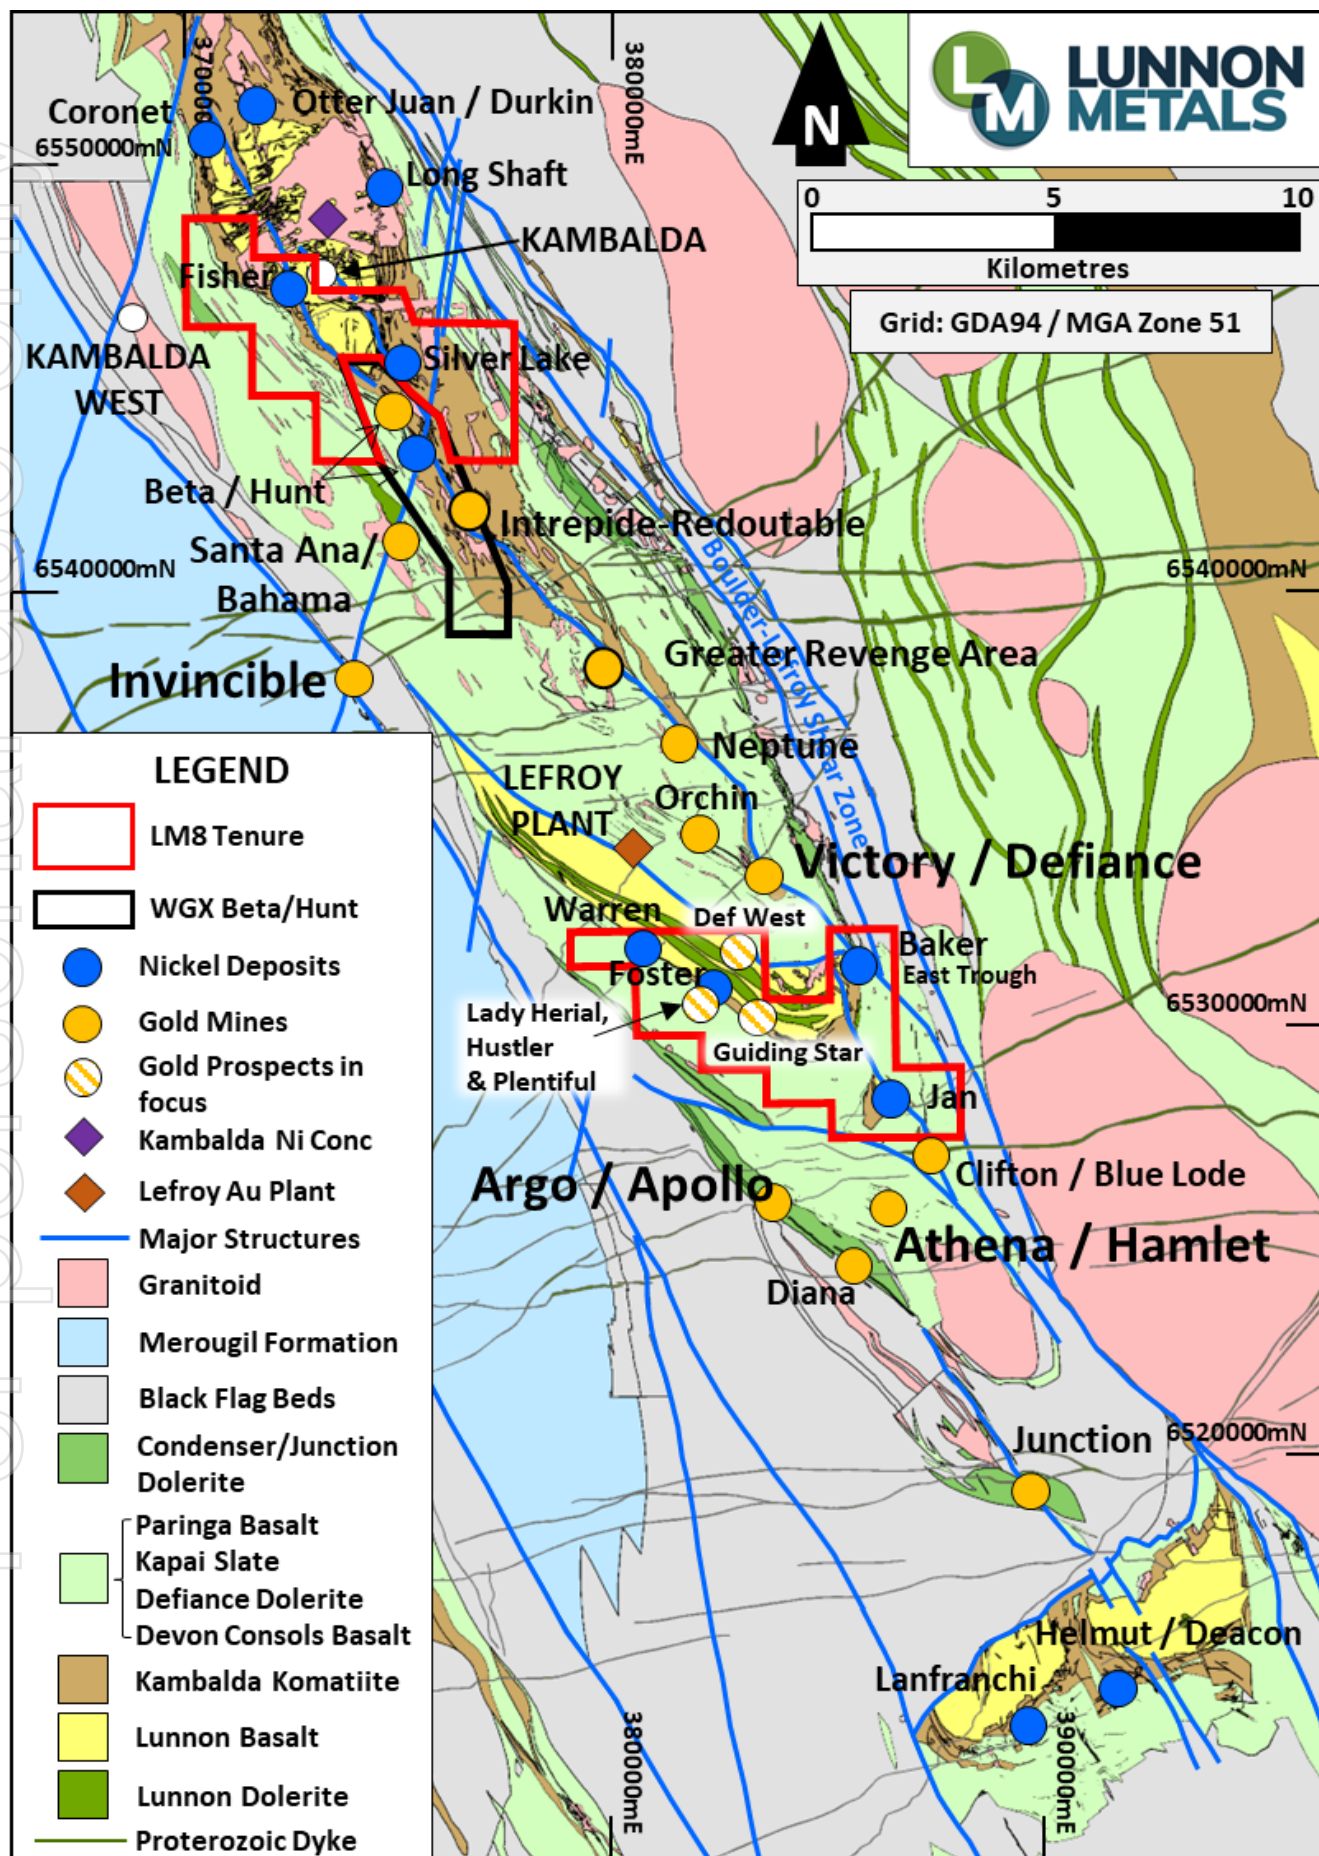 370000
380000mE
LUNNON
METALS
LM
N
Coronet
Otter Juan / Durkin
6550000mN
Long Shaft
0 5 10
Kilometres
KAMBALDA
Grid: GDA94 / MGA Zone 51
Fisher
KAMBALDA
WEST
Silver Lake
Beta / Hunt
Intrepide-Redoutable
Santa Ana/
Bahama
6540000mN
6540000mN
Boulder-Lefroy Shear Zone
Greater Revenge Area
Invincible
Neptune
LEFROY
PLANT
Orchin
Victory / Defiance
Warren
Def West
Baker
East Trough
Foster
Lady Herial,
Hustler
& Plentiful
Guiding Star
6530000mN
Jan
Clifton / Blue Lode
Argo / Apollo
Athena / Hamlet
Diana
Junction
6520000mN
Helmut / Deacon
Lanfranchi
380000mE
390000mE
LEGEND
LM8 Tenure
WGX Beta/Hunt
Nickel Deposits
Gold Mines
Gold Prospects in
focus
Kambalda Ni Conc
Lefroy Au Plant
Major Structures
Granitoid
Merougil Formation
Black Flag Beds
Condenser/Junction
Dolerite
Paringa Basalt
Kapai Slate
Defiance Dolerite
Devon Consols Basalt
Kambalda Komatiite
Lunnon Basalt
Lunnon Dolerite
Proterozoic Dyke